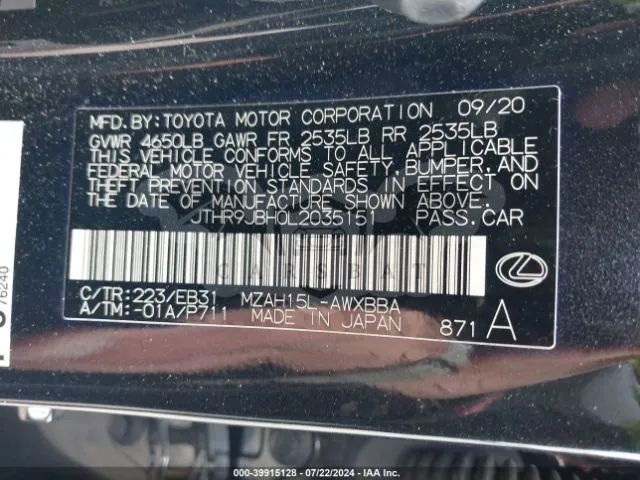 MFD.BY:TOYOTA MOTOR CORPORATION 09/20
GVWR 4650LB GAWR FR 2535LB RR 2535LB
THIS VEHICLE CONFORMS TO ALL APPLICABLE
FEDERAL MOTOR VEHICLE SAFETY,BUMPER,AND
THEFT PREVENTION STANDARDS IN EFFECT ON
THE DATE OF MANUFACTURE SHOWN ABOVE.
JTHR9JBH0L2035151 PASS.CAR
C/TR:223/EB31 MZAH15L-AWXBBA
A/TM:-01A/P711 MADE IN JAPAN 871A
76240
000-39915128 - 07/22/2024 - IAA Inc.